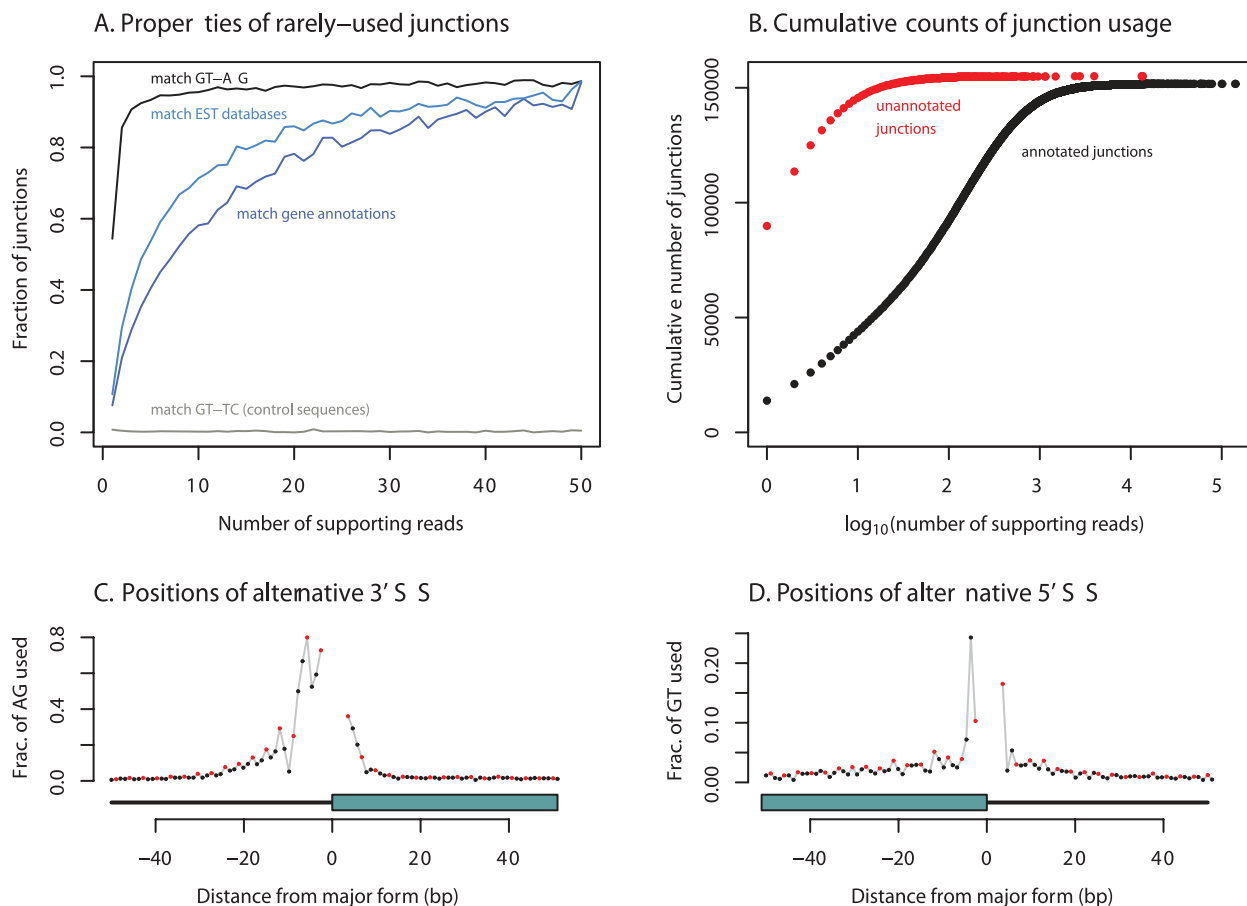 A. Proper ties of rarely−used junctions
Fraction of junctions
0.0 0.2 0.4 0.6 0.8 1.0
match GT−A G
match EST databases
match gene annotations
match GT−TC (control sequences)
0 10 20 30 40 50
Number of supporting reads
B. Cumulative counts of junction usage
Cumulativ e number of junctions
0 50000 100000 150000
unannotated
junctions
annotated junctions
0 1 2 3 4 5
log10(number of supporting reads)
C. Positions of alternative 3' S S
Frac. of AG used
0.0 0.4 0.8
−40 −20 0 20 40
Distance from major form (bp)
D. Positions of alter native 5' S S
Frac. of GT used
0.00 0.10 0.20
−40 −20 0 20 40
Distance from major form (bp)